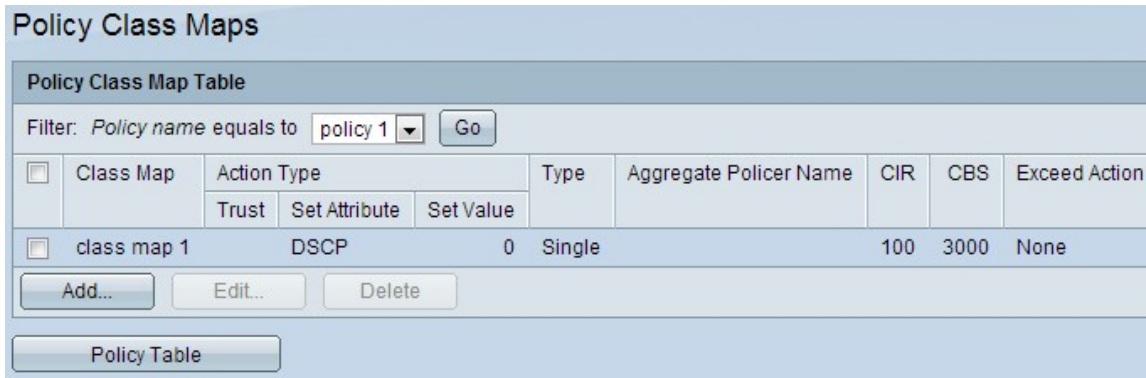 Policy Class Maps
Policy Class Map Table
Filter: Policy name equals to policy 1 Go
Class Map Action Type Type Aggregate Policer Name CIR CBS Exceed Action
Trust Set Attribute Set Value
class map 1 DSCP 0 Single 100 3000 None
Add... Edit... Delete
Policy Table